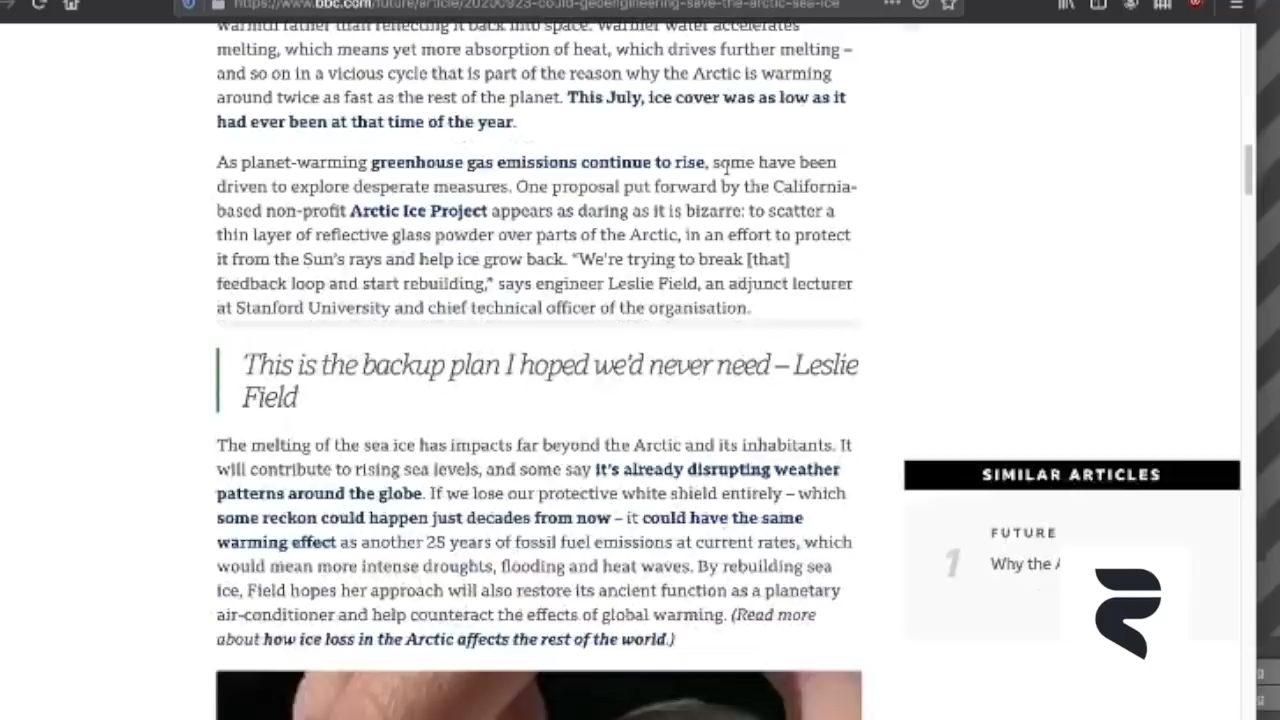 https://www.bbc.com/future/article/20200923-could-geoengineering-save-the-arctic-sea-ice
warmth rather than reflecting it back into space. Warmer water accelerates
melting, which means yet more absorption of heat, which drives further melting –
and so on in a vicious cycle that is part of the reason why the Arctic is warming
around twice as fast as the rest of the planet. This July, ice cover was as low as it
had ever been at that time of the year.
As planet-warming greenhouse gas emissions continue to rise, some have been
driven to explore desperate measures. One proposal put forward by the California-
based non-profit Arctic Ice Project appears as daring as it is bizarre: to scatter a
thin layer of reflective glass powder over parts of the Arctic, in an effort to protect
it from the Sun's rays and help ice grow back. "We're trying to break [that]
feedback loop and start rebuilding," says engineer Leslie Field, an adjunct lecturer
at Stanford University and chief technical officer of the organisation.
This is the backup plan I hoped we'd never need – Leslie
Field
The melting of the sea ice has impacts far beyond the Arctic and its inhabitants. It
will contribute to rising sea levels, and some say it's already disrupting weather
patterns around the globe. If we lose our protective white shield entirely – which
some reckon could happen just decades from now – it could have the same
warming effect as another 25 years of fossil fuel emissions at current rates, which
would mean more intense droughts, flooding and heat waves. By rebuilding sea
ice, Field hopes her approach will also restore its ancient function as a planetary
air-conditioner and help counteract the effects of global warming. (Read more
about how ice loss in the Arctic affects the rest of the world.)
SIMILAR ARTICLES
FUTURE
1
Why the